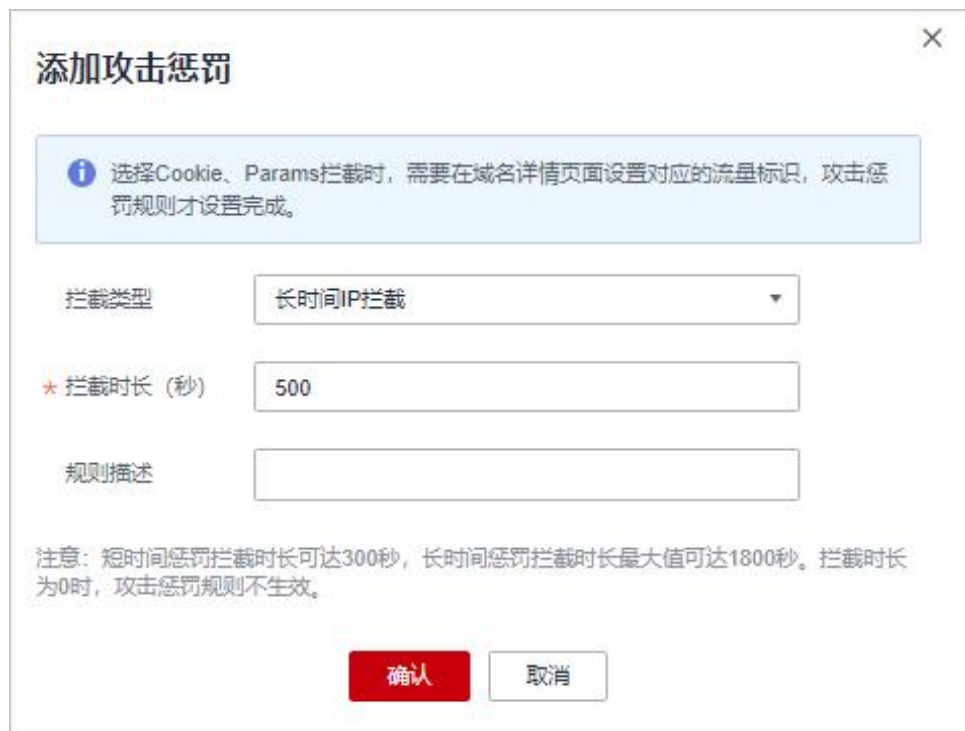 添加攻击惩罚
选择Cookie、Params拦截时，需要在域名详情页面设置对应的流量标识，攻击惩
罚规则才设置完成。
拦截类型 长时间IP拦截
* 拦截时长（秒） 500
规则描述
注意：短时间惩罚拦截时长可达300秒，长时间惩罚拦截时长最大值可达1800秒。拦截时长
为0时，攻击惩罚规则不生效。
确认 取消